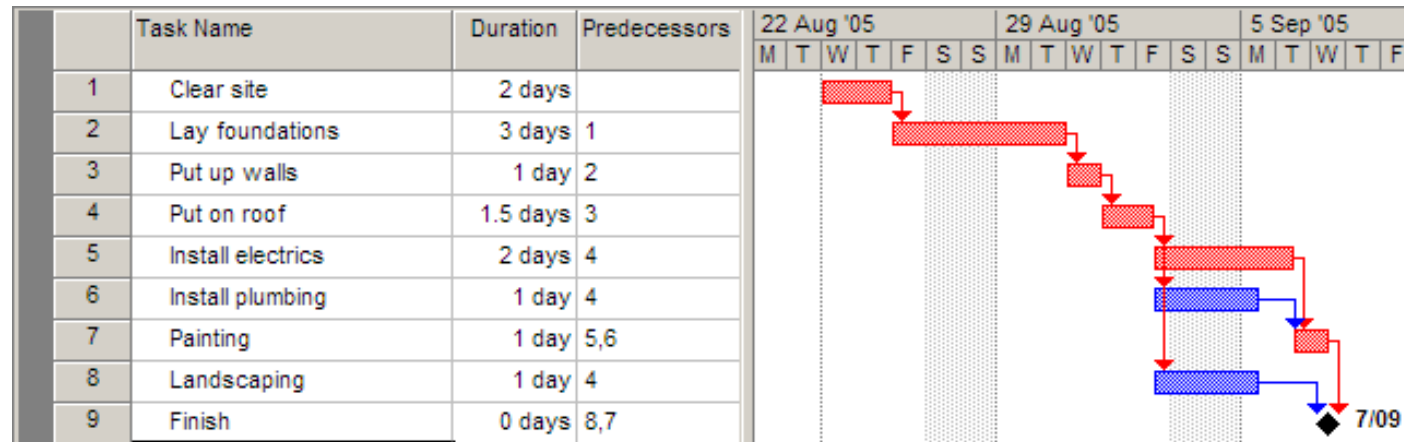 Task Name Duration Predecessors 22 Aug '05 29 Aug '05 5 Sep '05
M T W T F S S M T W T F S S M T W T F
1 Clear site 2 days
2 Lay foundations 3 days 1
3 Put up walls 1 day 2
4 Put on roof 1.5 days 3
5 Install electrics 2 days 4
6 Install plumbing 1 day 4
7 Painting 1 day 5,6
8 Landscaping 1 day 4
9 Finish 0 days 8,7 7/09